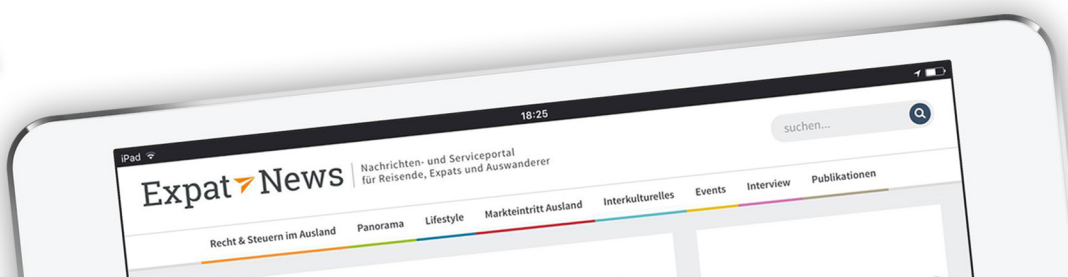 iPad 18:25
suchen...
Expat News
Nachrichten- und Serviceportal
für Reisende, Expats und Auswanderer
Recht & Steuern im Ausland Panorama Lifestyle Markteintritt Ausland Interkulturelles Events Interview Publikationen